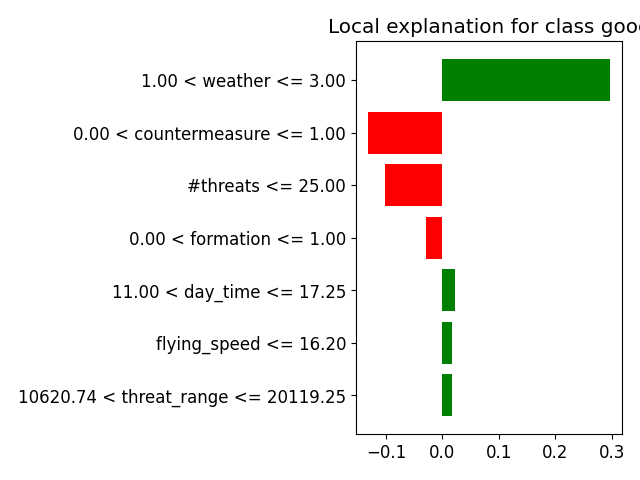 Local explanation for class goo
1.00 < weather <= 3.00
0.00 < countermeasure <= 1.00
#threats <= 25.00
0.00 < formation <= 1.00
11.00 < day_time <= 17.25
flying_speed <= 16.20
10620.74 < threat_range <= 20119.25
−0.1 0.0 0.1 0.2 0.3